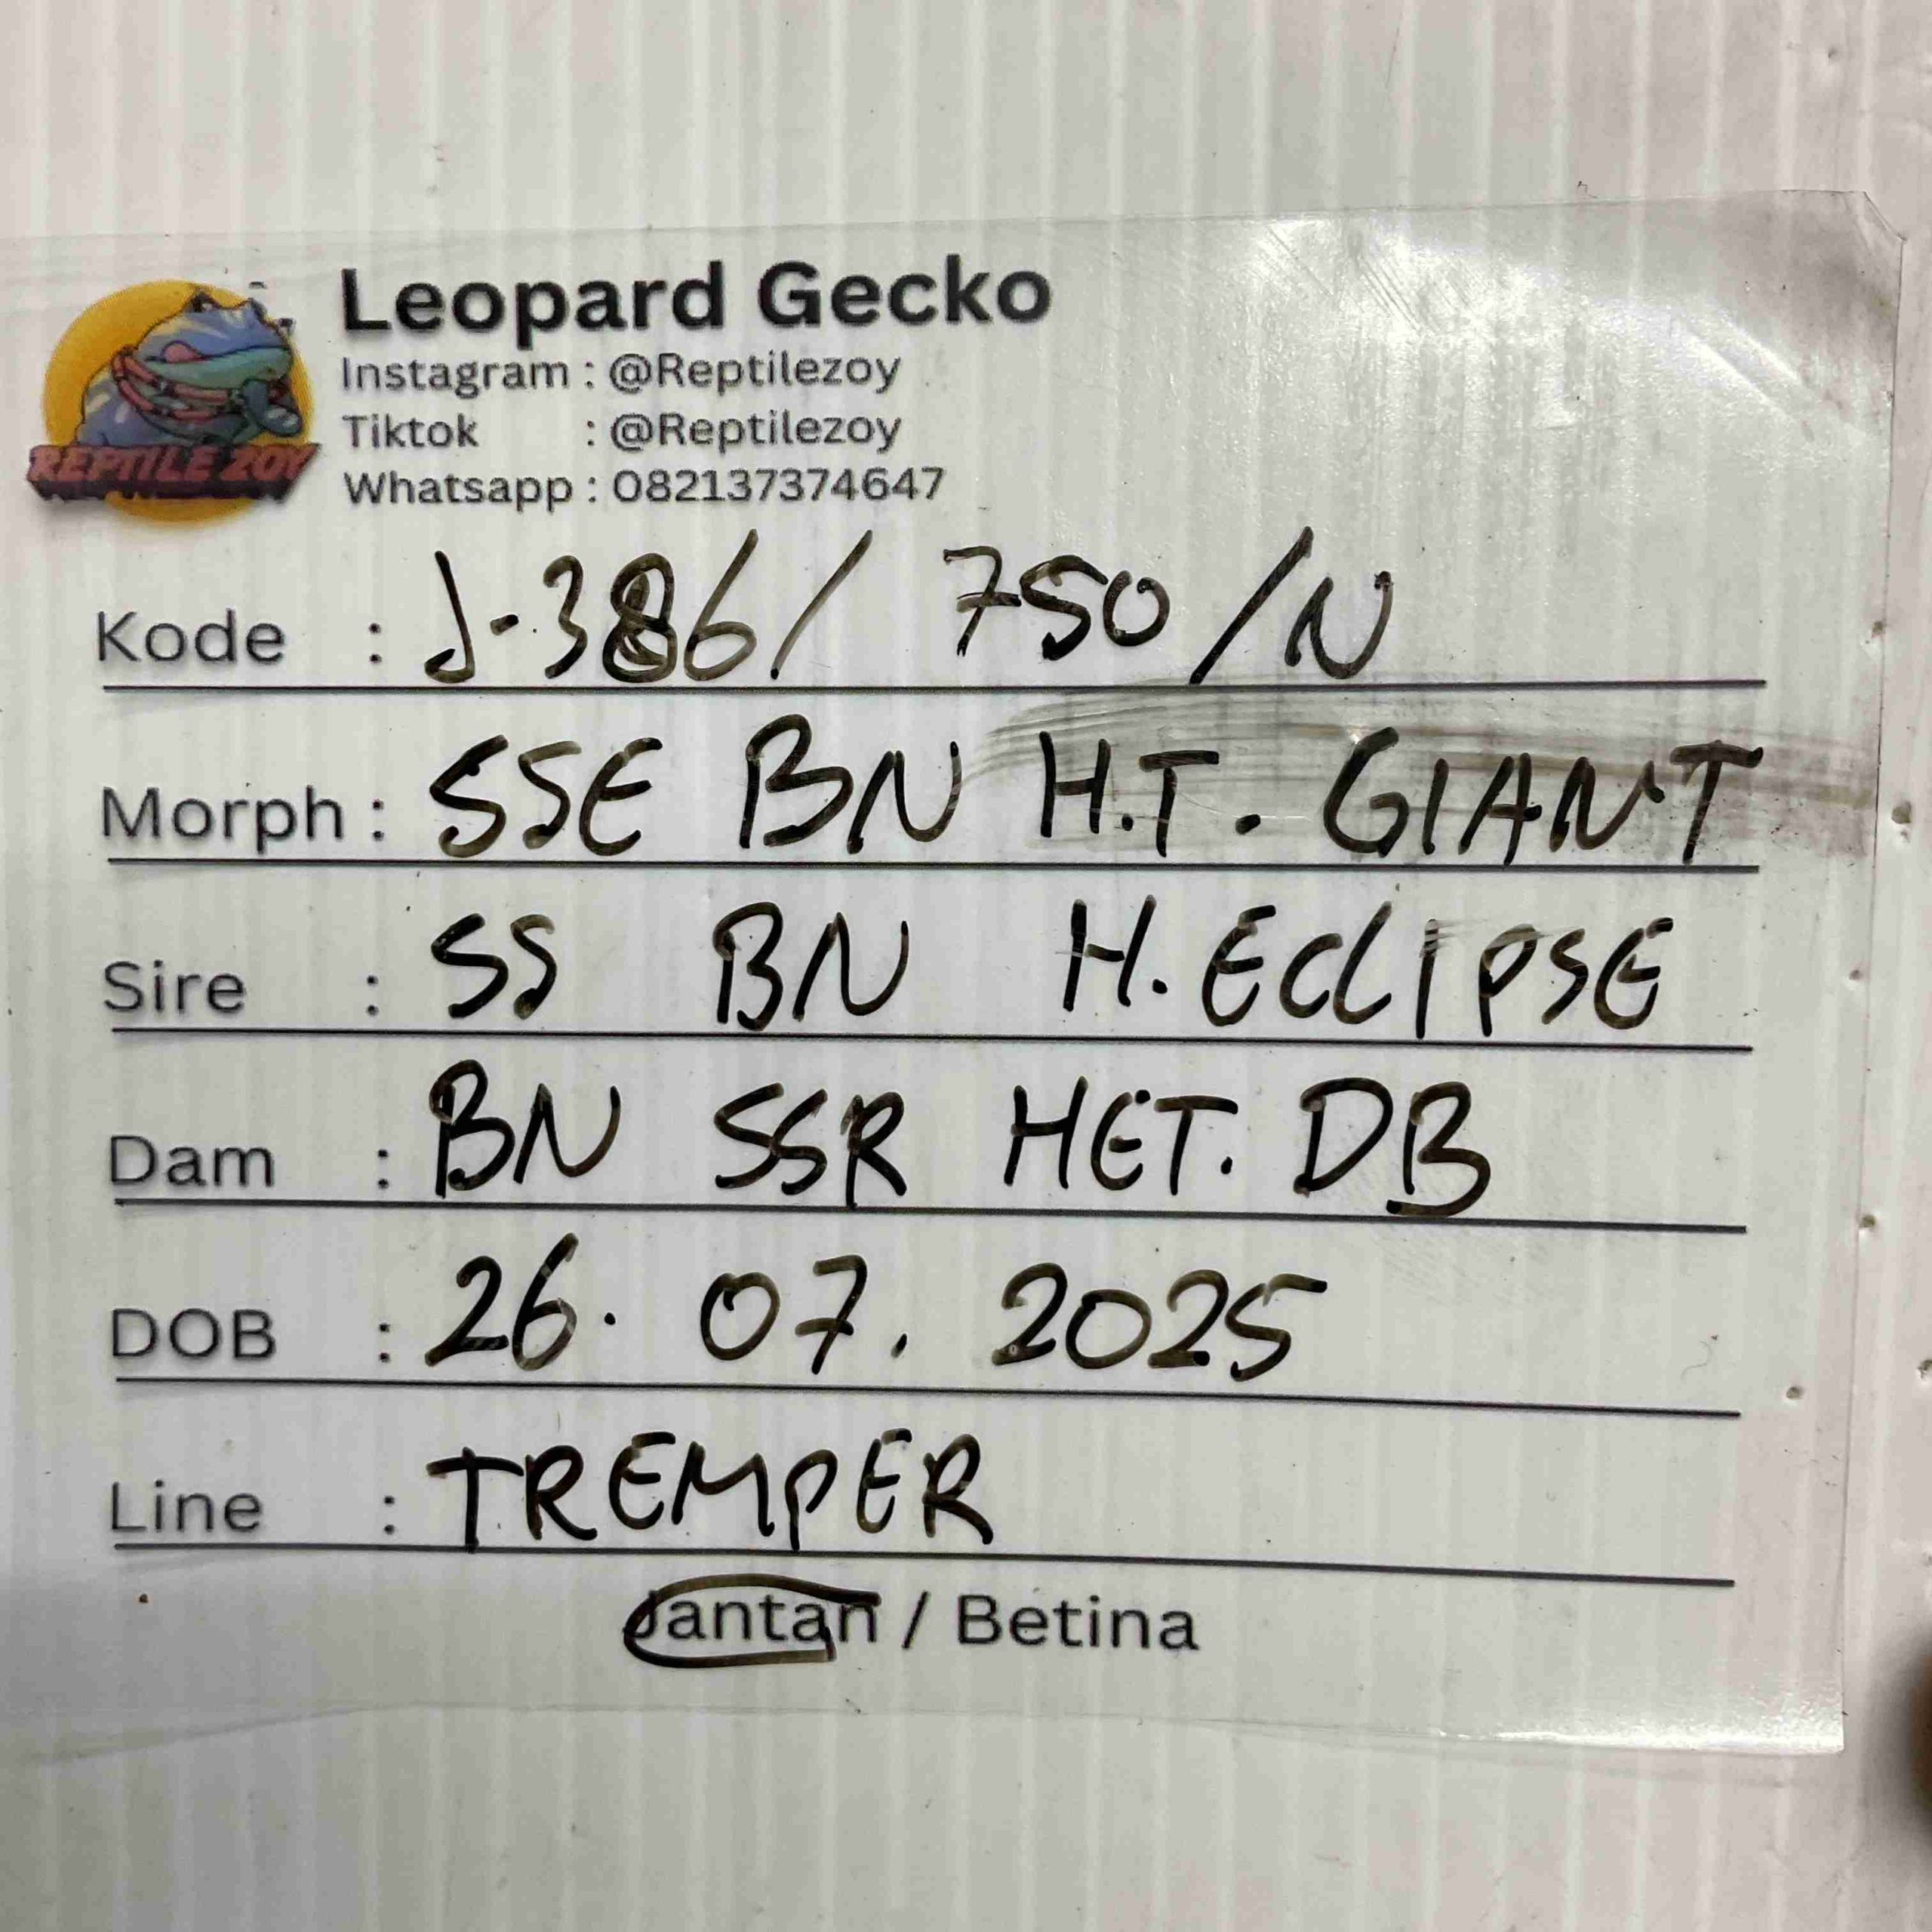 Leopard Gecko
Instagram : @Reptilezoy
Tiktok : @Reptilezoy
Whatsapp : 082137374647
REPTILE ZOY
Kode : J-386/ 750/N
Morph : SSE BN H.T. GIANT
Sire : SS BN H. ECLIPSE
Dam : BN SSR HET. DB
DOB : 26. 07. 2025
Line : TREMPER
Jantan / Betina